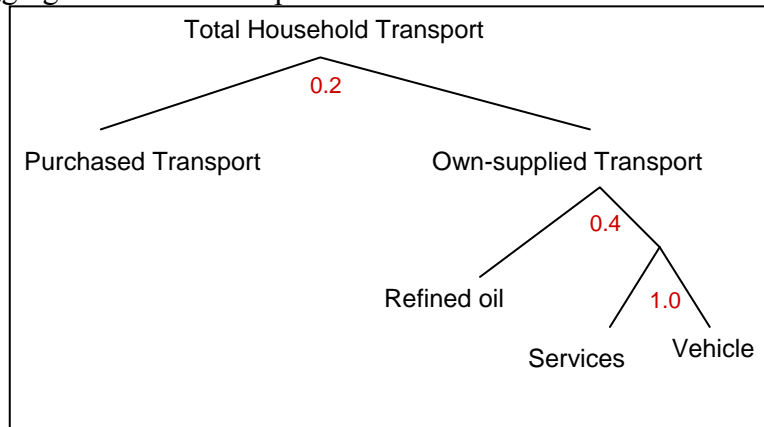 Total Household Transport
0.2
Purchased Transport
Own-supplied Transport
0.4
Refined oil
1.0
Services
Vehicle